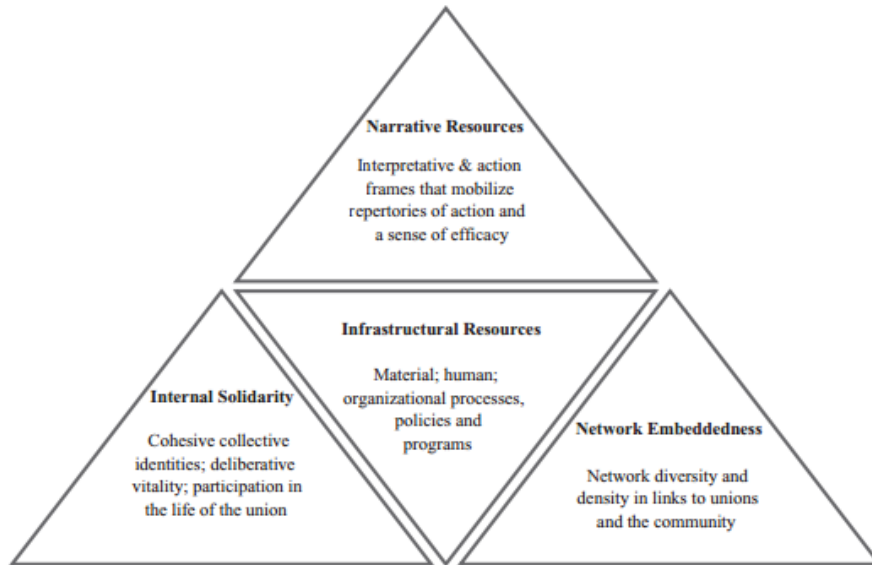 Narrative Resources
Interpretative & action
frames that mobilize
repertories of action and
a sense of efficacy
Infrastructural Resources
Material; human;
organizational processes,
policies and
programs
Internal Solidarity
Cohesive collective
identities; deliberative
vitality; participation in
the life of the union
Network Embeddedness
Network diversity and
density in links to unions
and the community